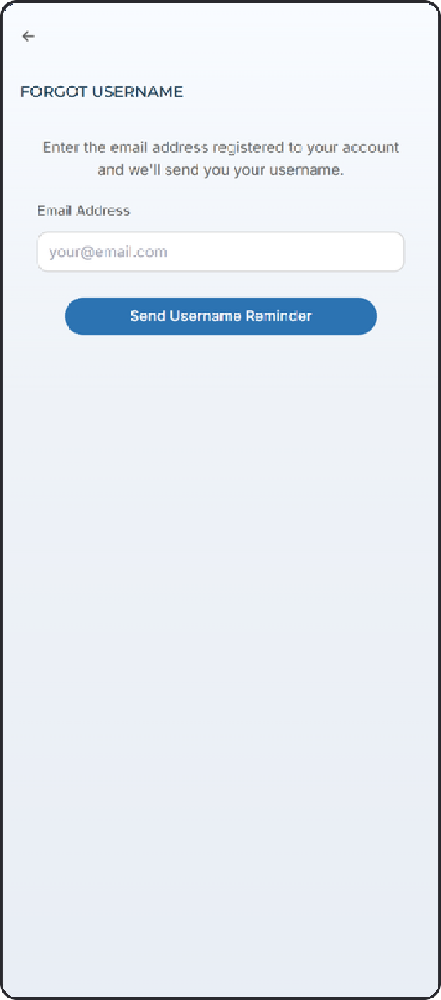 FORGOT USERNAME
Enter the email address registered to your account
and we'll send you your username.
Email Address
your@email.com
Send Username Reminder